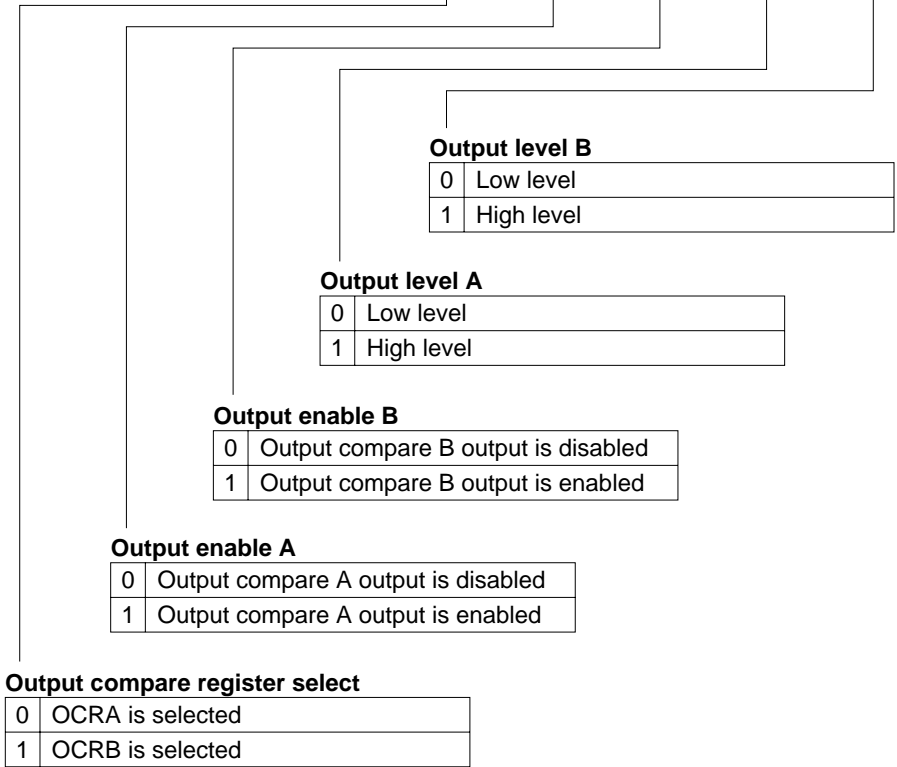 Output level B
0 Low level
1 High level
Output level A
0 Low level
1 High level
Output enable B
0 Output compare B output is disabled
1 Output compare B output is enabled
Output enable A
0 Output compare A output is disabled
1 Output compare A output is enabled
Output compare register select
0 OCRA is selected
1 OCRB is selected